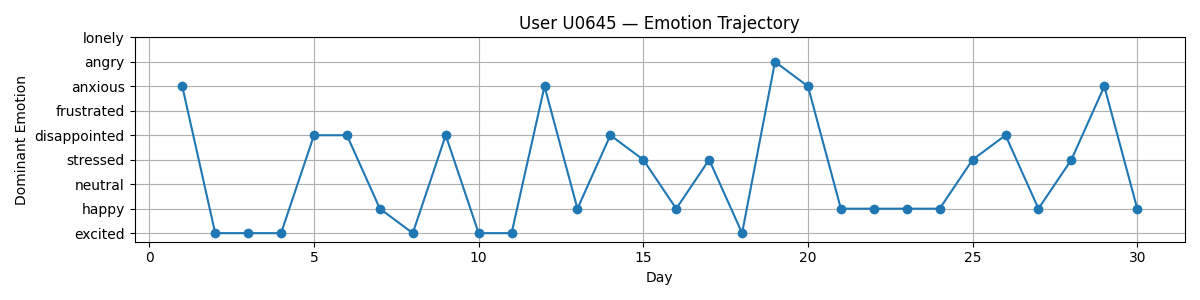 User U0645 — Emotion Trajectory
Dominant Emotion
lonely
angry
anxious
frustrated
disappointed
stressed
neutral
happy
excited
0 5 10 15 20 25 30
Day